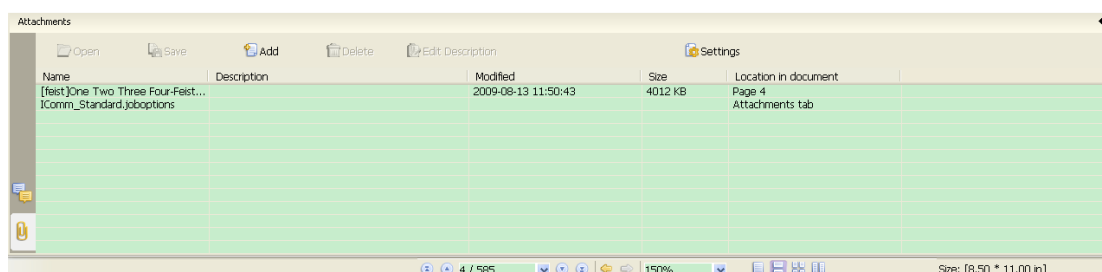 Attachments
Open Save Add Delete Edit Description Settings
Name Description Modified Size Location in document
[feist]One Two Three Four-Feist... 2009-08-13 11:50:43 4012 KB Page 4
IComm_Standard.joboptions Attachments tab
4 / 585 150% Size: [8.50 * 11.00 in]